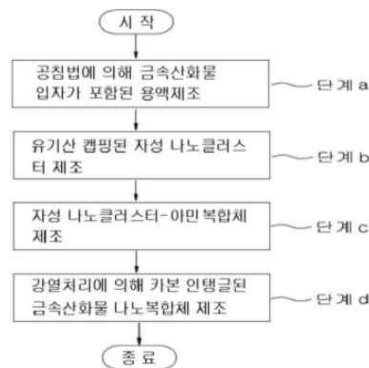 시 작
공침법에 의해 금속산화물
입자가 포함된 용액제조
단계a
유기산 캡핑된 자성 나노클러스
터 제조
단계b
자성 나노클러스터-아민복합체
제조
단계c
강열처리에 의해 카본 인탱글된
금속산화물 나노복합체 제조
단계d
종 료